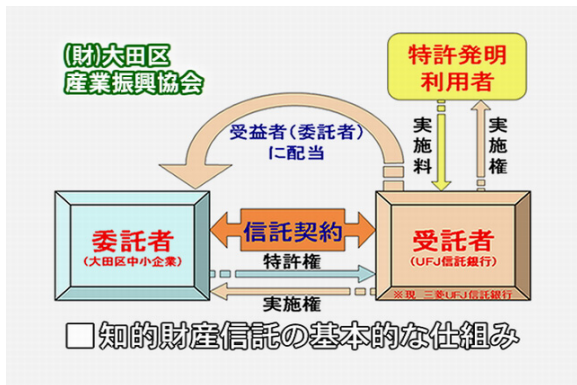 (財)大田区
産業振興協会
特許発明
利用者
受益者(委託者)
に配当
実施料
実施権
委託者
(大田区中小企業)
信託契約
受託者
(UFJ信託銀行)
※現 三菱UFJ信託銀行
特許権
実施権
□知的財産信託の基本的な仕組み